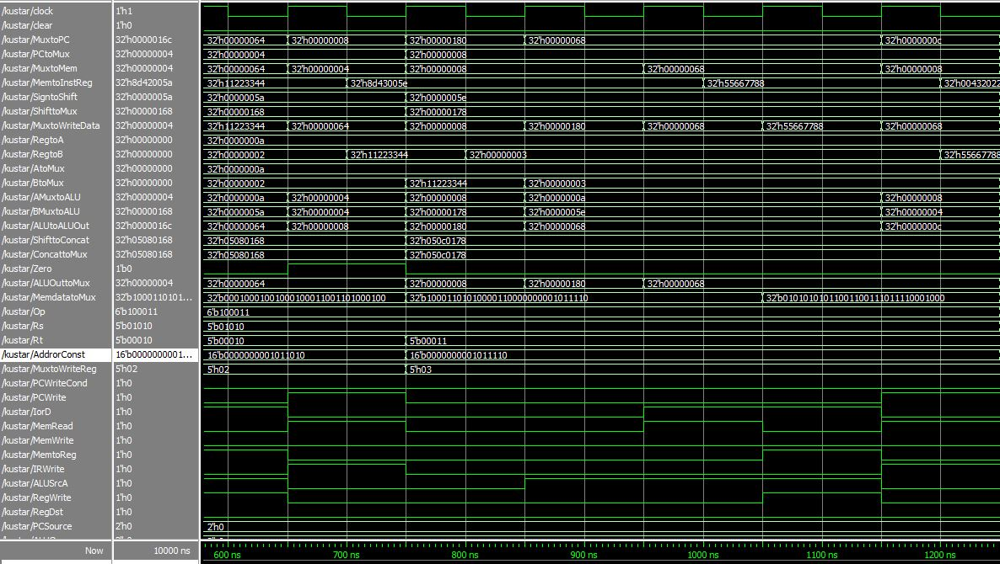 /kustar/clock 1'h1
/kustar/clear 1'h0
/kustar/MuxtoPC 32'h0000016c 32'h00000064 32'h00000008 32'h00000180 32'h00000068 32'h0000000c
/kustar/PCtoMux 32'h00000004 32'h00000004 32'h00000008
/kustar/MuxtoMem 32'h00000004 32'h00000064 32'h00000004 32'h00000008 32'h00000068 32'h00000008
/kustar/MemtoInstReg 32'h8d42005a 32'h11223344 32'h8d43005e 32'h55667788 32'h00432022
/kustar/SigntoShift 32'h0000005a 32'h0000005a 32'h0000005e
/kustar/ShifttoMux 32'h00000168 32'h00000168 32'h00000178
/kustar/MuxtoWriteData 32'h00000004 32'h11223344 32'h00000064 32'h00000008 32'h00000180 32'h00000068 32'h55667788 32'h00000068
/kustar/RegtoA 32'h00000000 32'h0000000a
/kustar/RegtoB 32'h00000000 32'h00000002 32'h11223344 32'h00000003 32'h55667788
/kustar/AtoMux 32'h00000000 32'h0000000a
/kustar/BtoMux 32'h00000000 32'h00000002 32'h11223344 32'h00000003
/kustar/AMuxtoALU 32'h00000004 32'h0000000a 32'h00000004 32'h00000008 32'h0000000a 32'h00000008
/kustar/BMuxtoALU 32'h00000168 32'h0000005a 32'h00000004 32'h00000178 32'h0000005e 32'h00000004
/kustar/ALUtoALUOut 32'h0000016c 32'h00000064 32'h00000008 32'h00000180 32'h00000068 32'h0000000c
/kustar/ShifttoConcat 32'h05080168 32'h05080168 32'h050c0178
/kustar/ConcattoMux 32'h05080168 32'h05080168 32'h050c0178
/kustar/Zero 1'b0
/kustar/ALUOuttoMux 32'h00000004 32'h00000064 32'h00000008 32'h00000180 32'h00000068
/kustar/MemdatatoMux 32'b1000110101... 32'b00010001001000100011001101000100 32'b10001101010000110000000001011110 32'b01010101011001100111011110001000
/kustar/Op 6'b100011 6'b100011
/kustar/Rs 5'b01010 5'b01010
/kustar/Rt 5'b00010 5'b00010 5'b00011
/kustar/AddrorConst 16'b0000000001... 16'b0000000001011010 16'b0000000001011110
/kustar/MuxtoWriteReg 5'h02 5'h02 5'h03
/kustar/PCWriteCond 1'h0
/kustar/PCWrite 1'h0
/kustar/IorD 1'h0
/kustar/MemRead 1'h0
/kustar/MemWrite 1'h0
/kustar/MemtoReg 1'h0
/kustar/IRWrite 1'h0
/kustar/ALUSrcA 1'h0
/kustar/RegWrite 1'h0
/kustar/RegDst 1'h0
/kustar/PCSource 2'h0 2'h0
Now 10000 ns 600 ns 700 ns 800 ns 900 ns 1000 ns 1100 ns 1200 ns